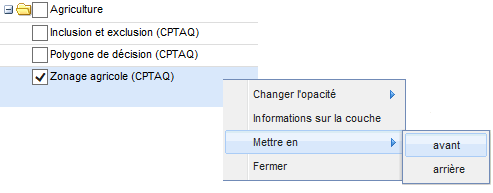 Agriculture
Inclusion et exclusion (CPTAQ)
Polygone de décision (CPTAQ)
Zonage agricole (CPTAQ)
Changer l'opacité
Informations sur la couche
Mettre en
avant
arrière
Fermer